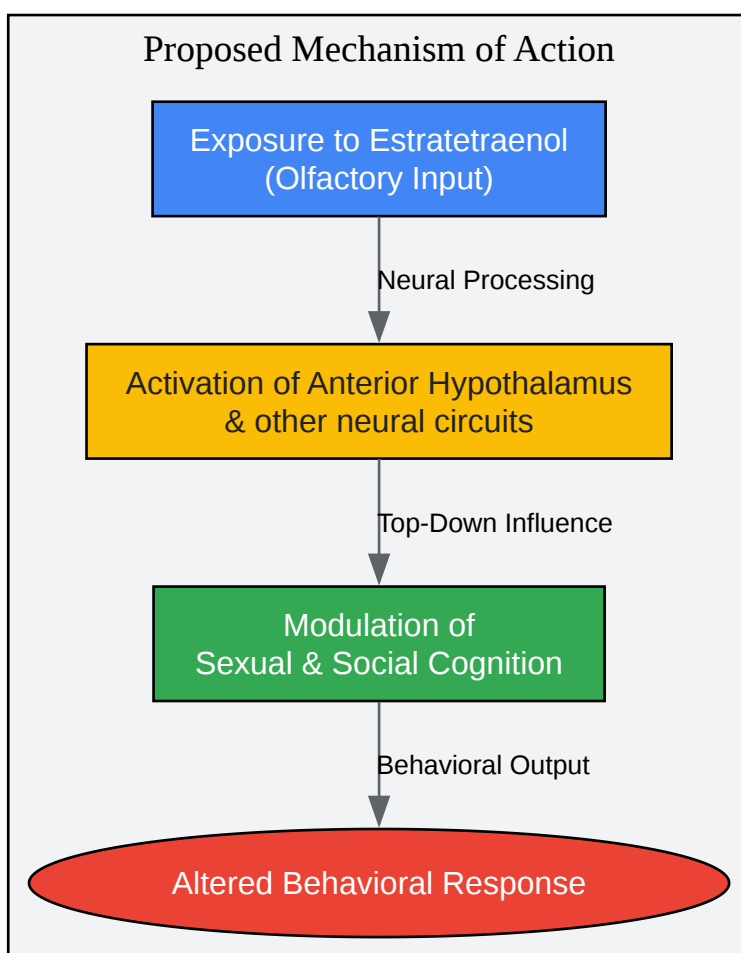 Proposed Mechanism of Action
Exposure to Estratetraenol
(Olfactory Input)
Neural Processing
Activation of Anterior Hypothalamus
& other neural circuits
Top-Down Influence
Modulation of
Sexual & Social Cognition
Behavioral Output
Altered Behavioral Response